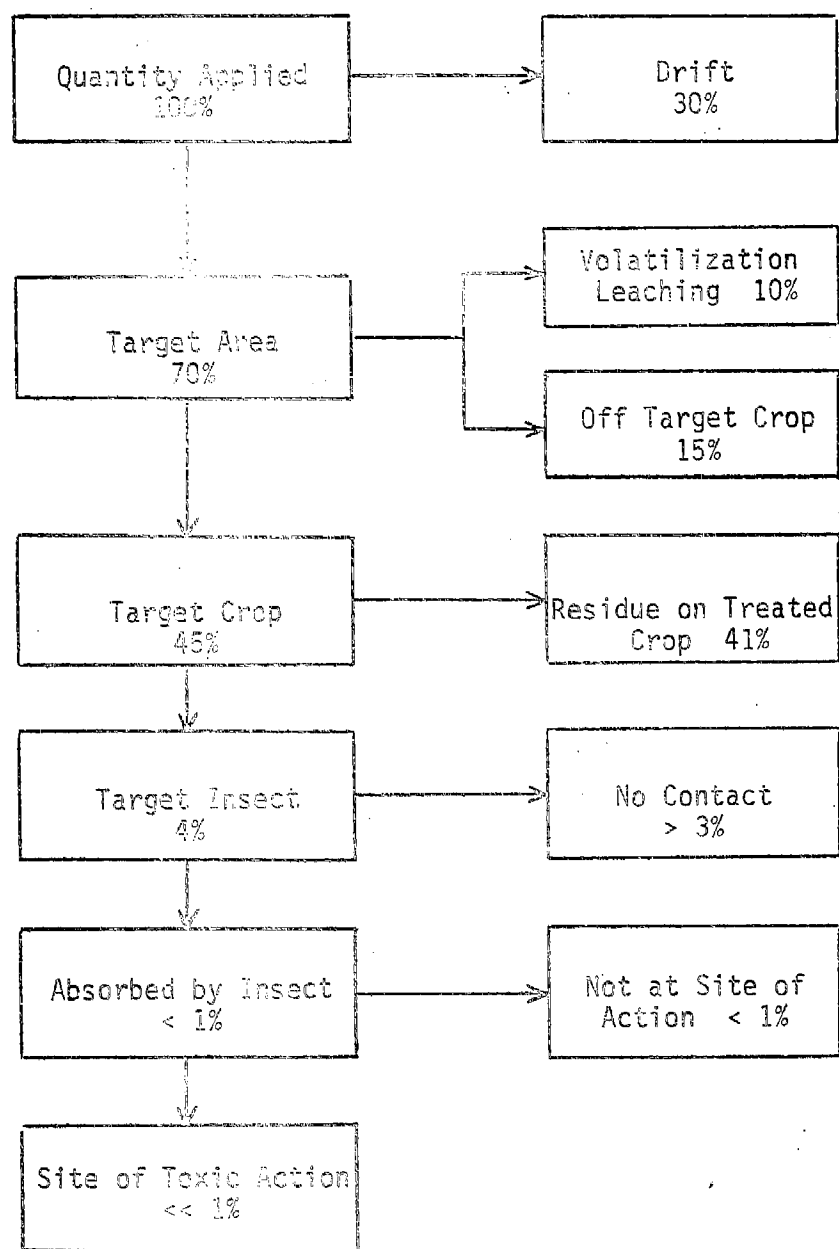 Quantity Applied
100%
Drift
30%
Volatilization
Leaching 10%
Target Area
70%
Off Target Crop
15%
Target Crop
45%
Residue on Treated
Crop 41%
Target Insect
4%
No Contact
> 3%
Absorbed by Insect
< 1%
Not at Site of
Action < 1%
Site of Toxic Action
<< 1%